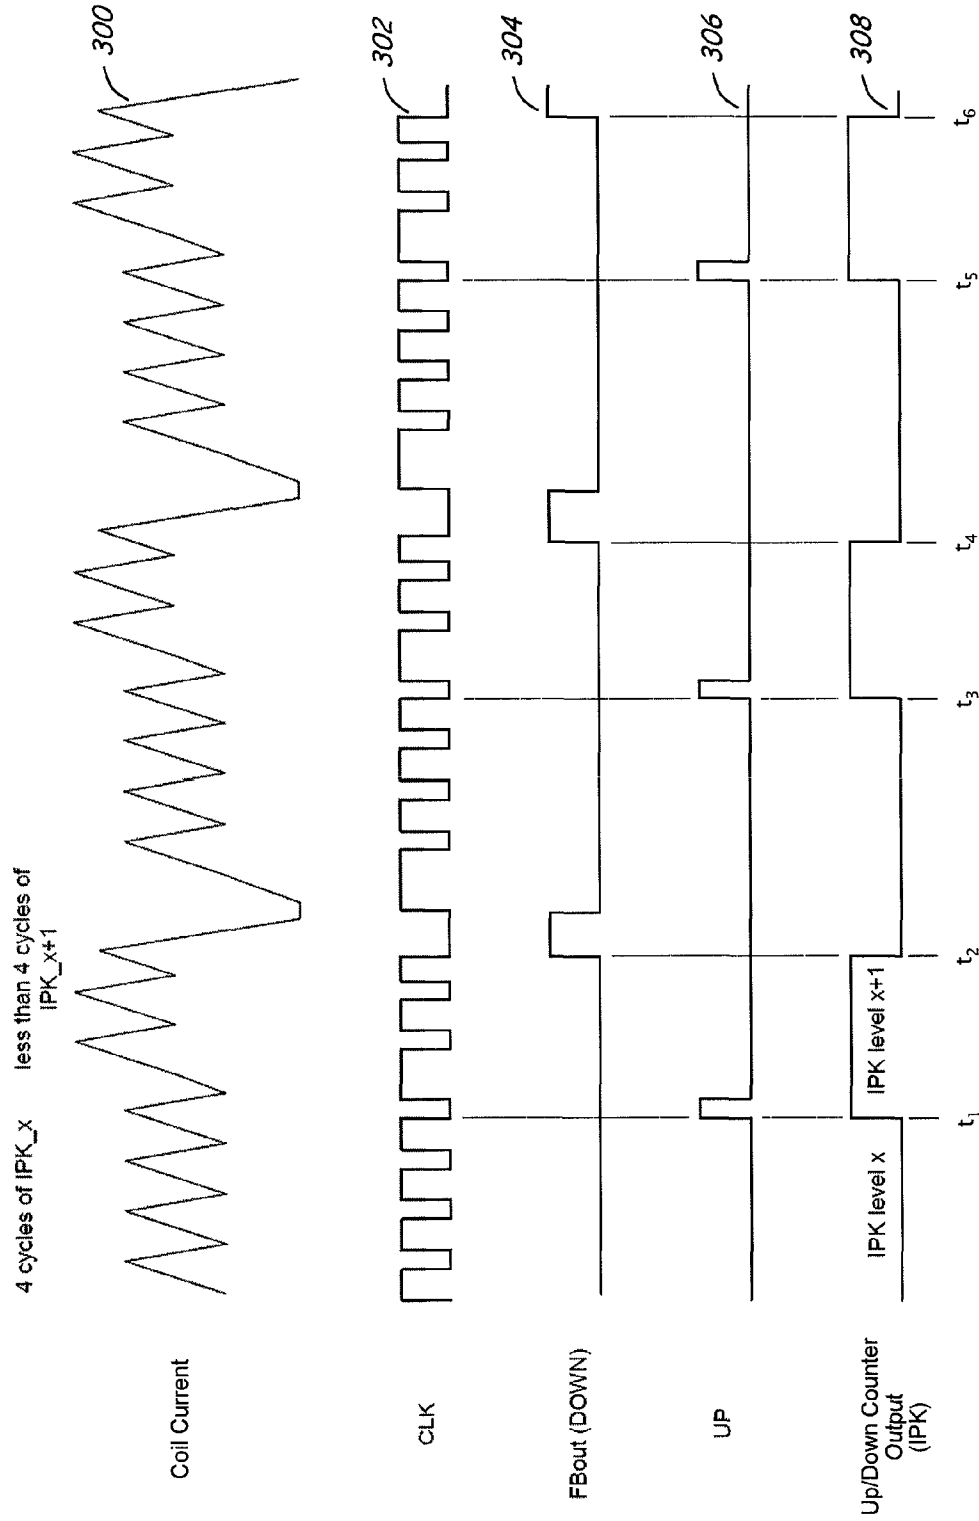 4 cycles of IPK_x
less than 4 cycles of
IPK_x+1
Coil Current
300
CLK
302
FBout (DOWN)
304
UP
306
Up/Down Counter
Output
(IPK)
IPK level x
IPK level x+1
308
t1
t2
t3
t4
t5
t6